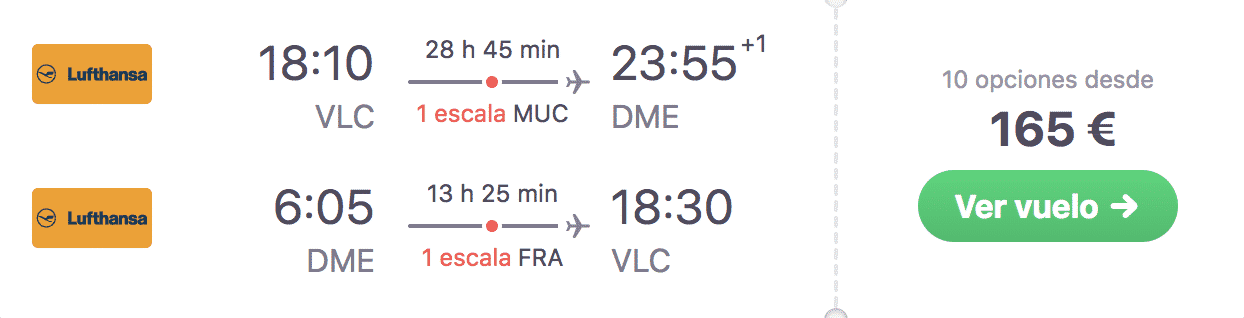 Lufthansa
18:10
28 h 45 min
23:55+1
VLC
1 escala MUC
DME
Lufthansa
6:05
13 h 25 min
18:30
DME
1 escala FRA
VLC
10 opciones desde
165 €
Ver vuelo →